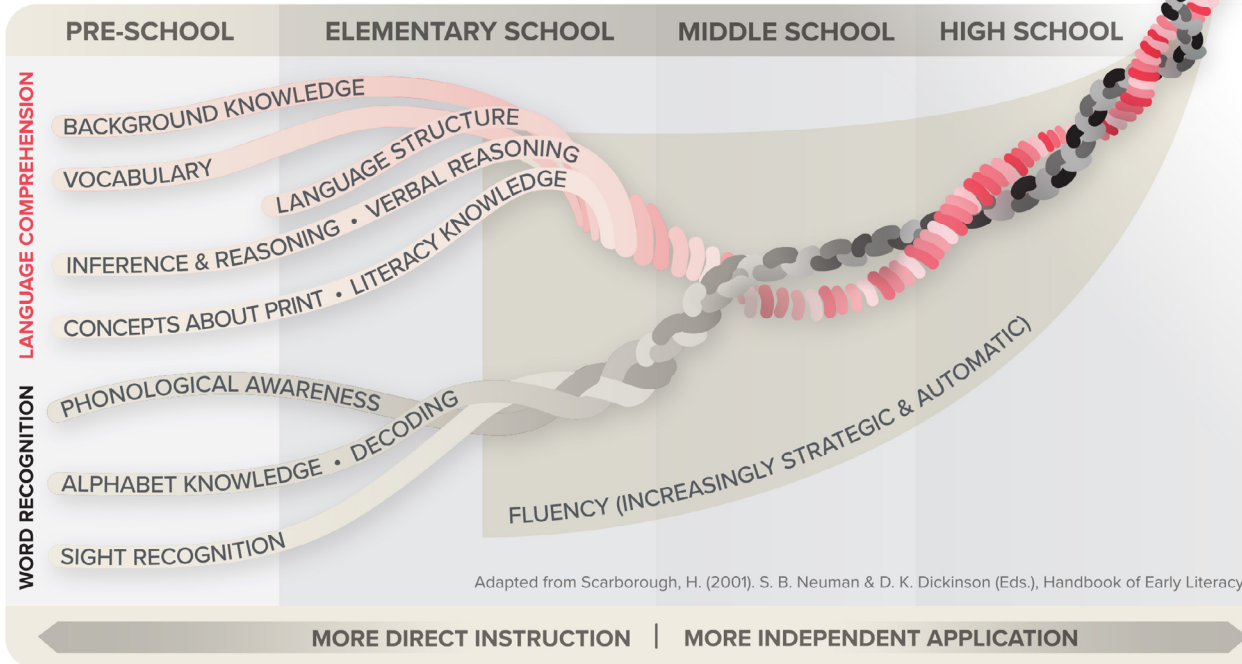 PRE-SCHOOL
ELEMENTARY SCHOOL
MIDDLE SCHOOL
HIGH SCHOOL
LANGUAGE COMPREHENSION
BACKGROUND KNOWLEDGE
VOCABULARY
LANGUAGE STRUCTURE
INFERENCE & REASONING • VERBAL REASONING
CONCEPTS ABOUT PRINT • LITERACY KNOWLEDGE
WORD RECOGNITION
PHONOLOGICAL AWARENESS
ALPHABET KNOWLEDGE • DECODING
SIGHT RECOGNITION
FLUENCY (INCREASINGLY STRATEGIC & AUTOMATIC)
Adapted from Scarborough, H. (2001). S. B. Neuman & D. K. Dickinson (Eds.), Handbook of Early Literacy
MORE DIRECT INSTRUCTION | MORE INDEPENDENT APPLICATION